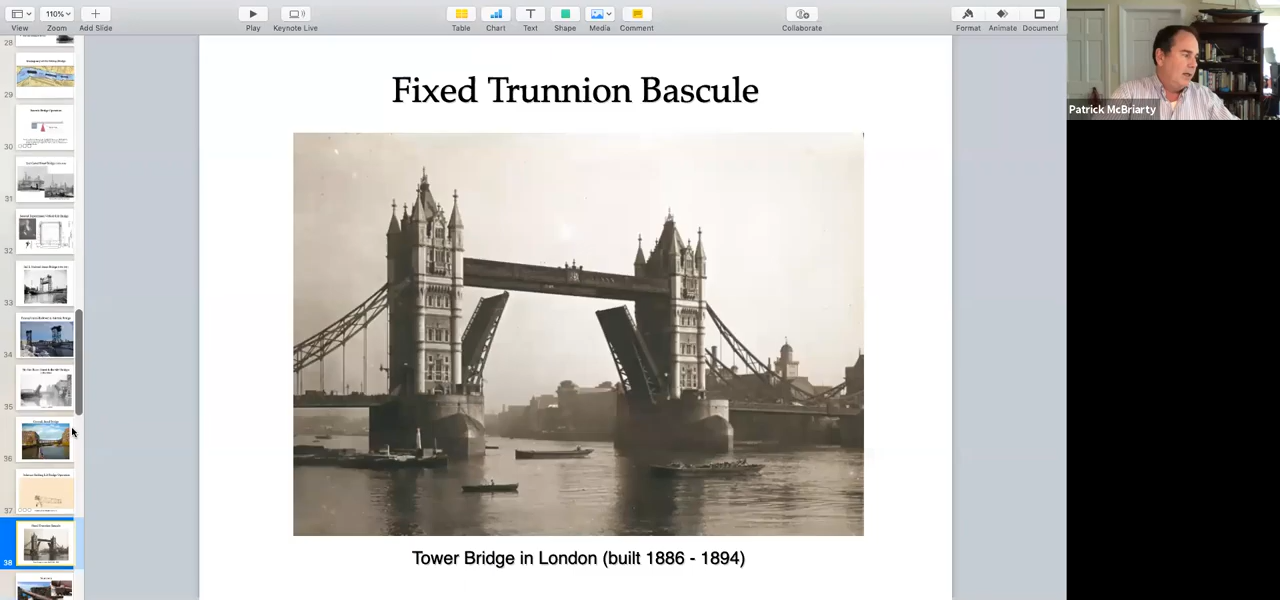 110%
View
Zoom
Add Slide
Play
Keynote Live
Table
Chart
Text
Shape
Media
Comment
Collaborate
Format
Animate
Document
Patrick McBriarty
28
29
30
31
32
33
34
35
36
37
38
Fixed Trunnion Bascule
Tower Bridge in London (built 1886 - 1894)